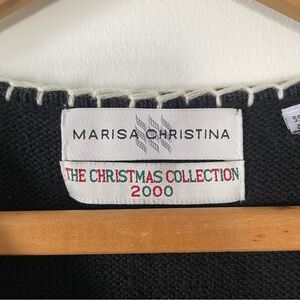 MARISA CHRISTINA
THE CHRISTMAS COLLECTION
2000